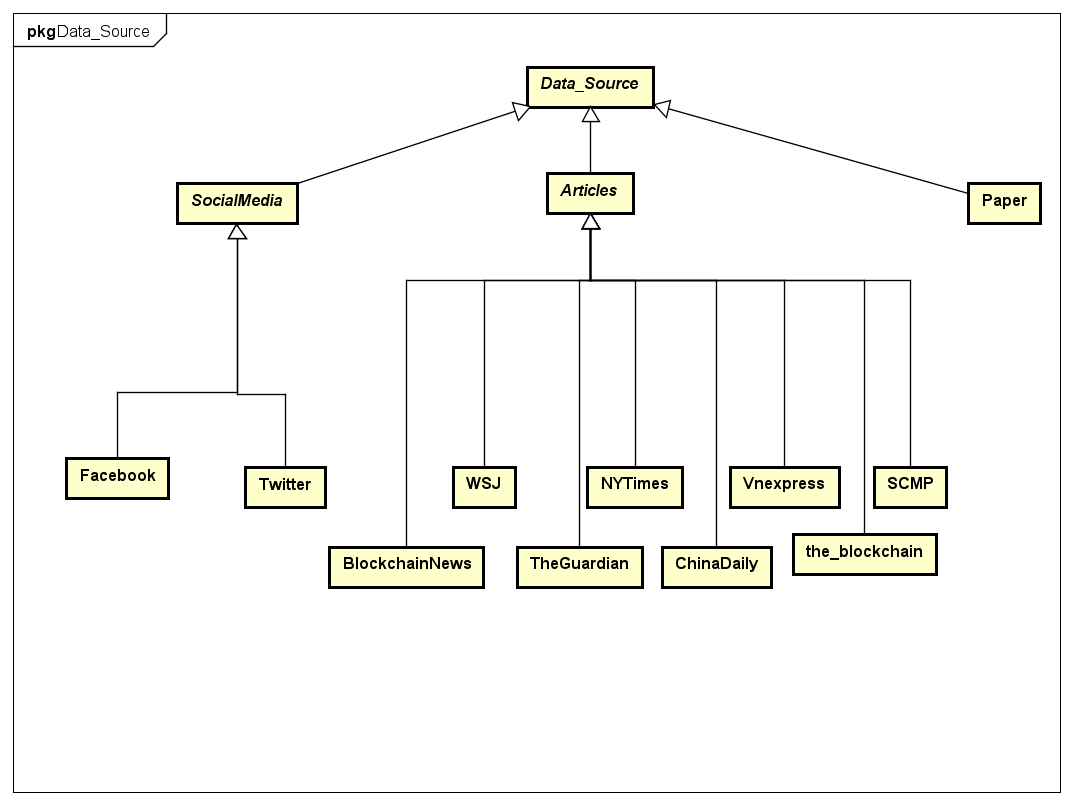 pkgData_Source
Data_Source
SocialMedia
Articles
Paper
Facebook
Twitter
WSJ
NYTimes
Vnexpress
SCMP
BlockchainNews
TheGuardian
ChinaDaily
the_blockchain